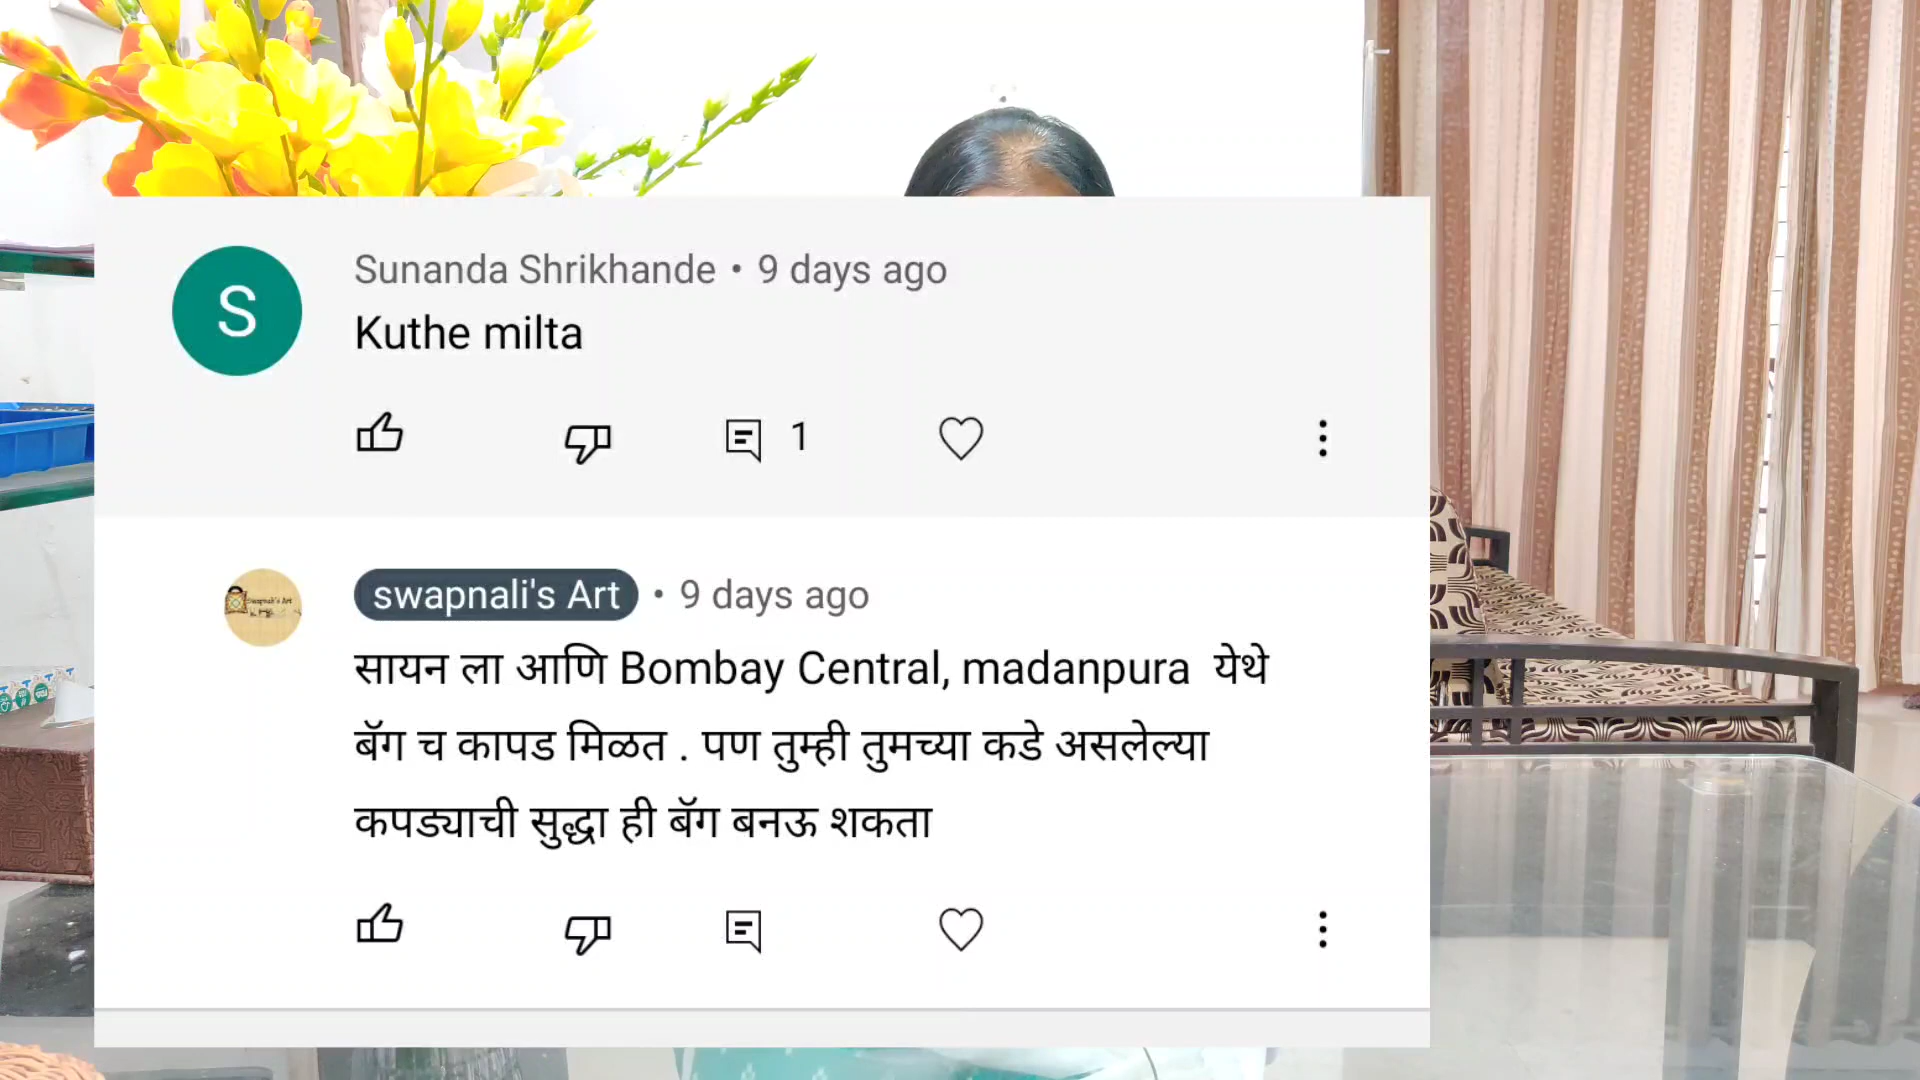 Sunanda Shrikhande • 9 days ago
S
Kuthe milta
1
swapnali's Art • 9 days ago
सायन ला आणि Bombay Central, madanpura येथे
बॅग च कापड मिळत . पण तुम्ही तुमच्या कडे असलेल्या
कपड्याची सुद्धा ही बॅग बनऊ शकता